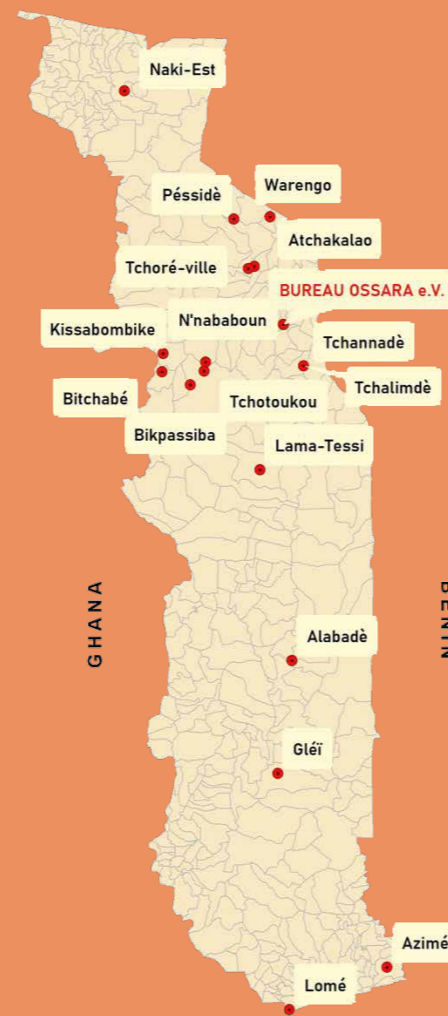 Naki-Est
Warengo
Péssidè
Atchakalao
Tchoré-ville
BUREAU OSSARA e.V.
N'nababoun
Kissabombike
Tchannadè
Tchalimdè
Bitchabé
Tchotoukou
Bikpassiba
Lama-Tessi
GHANA
BENIN
Alabadè
Gléï
Azimé
Lomé